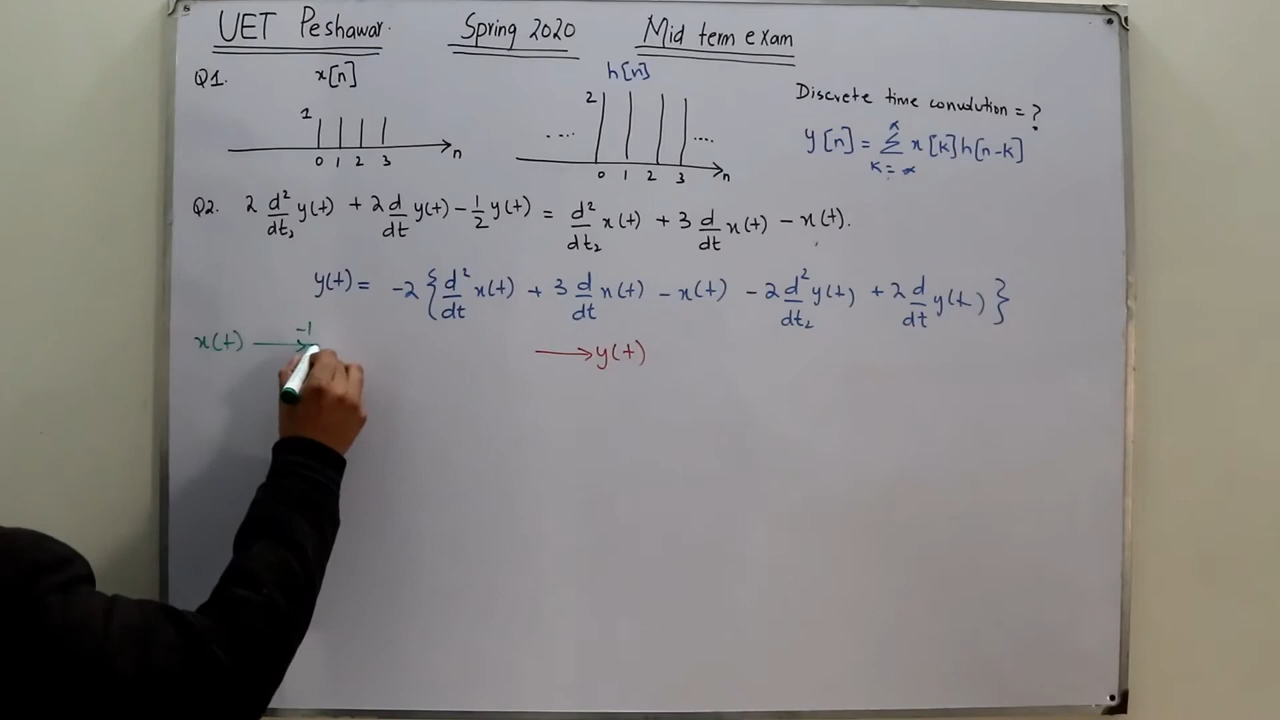 UET Peshawar. Spring 2020 Mid term exam
Q1. x[n] h[n]
Discrete time convolution = ?
1 2 .... ....
y[n] = ∑ x[k]h[n-k]
K=-∝
∝
0 1 2 3 n 0 1 2 3 n
Q2. 2 d²/dt₂ y(t) + 2 d/dt y(t) - 1/2 y(t) = d²/dt₂ x(t) + 3 d/dt x(t) - x(t).
y(t) = -2 { d²/dt x(t) + 3 d/dt x(t) - x(t) - 2 d²/dt₂ y(t) + 2 d/dt y(t) }
x(t) → -1 → y(t)